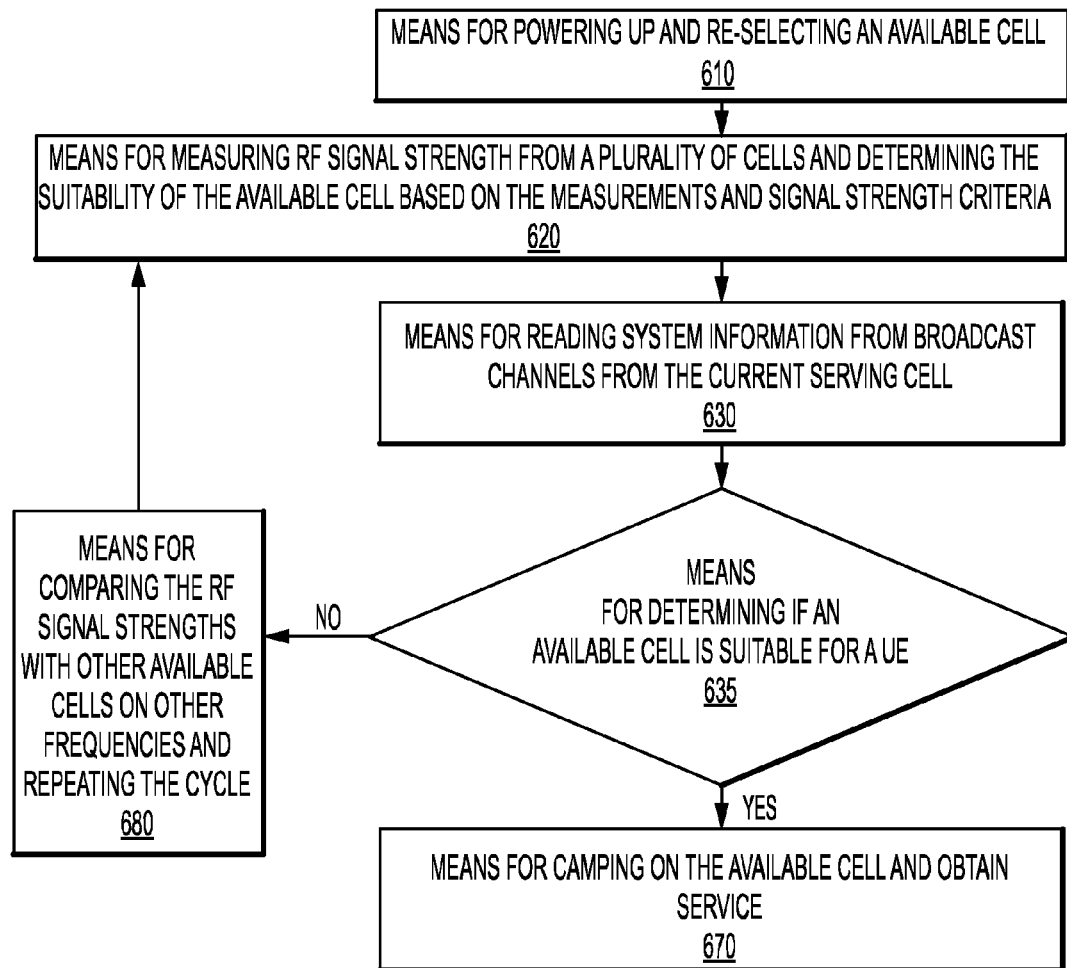 MEANS FOR POWERING UP AND RE-SELECTING AN AVAILABLE CELL
610
MEANS FOR MEASURING RF SIGNAL STRENGTH FROM A PLURALITY OF CELLS AND DETERMINING THE
SUITABILITY OF THE AVAILABLE CELL BASED ON THE MEASUREMENTS AND SIGNAL STRENGTH CRITERIA
620
MEANS FOR READING SYSTEM INFORMATION FROM BROADCAST
CHANNELS FROM THE CURRENT SERVING CELL
630
MEANS
FOR DETERMINING IF AN
AVAILABLE CELL IS SUITABLE FOR A UE
635
NO
MEANS FOR
COMPARING THE RF
SIGNAL STRENGTHS
WITH OTHER AVAILABLE
CELLS ON OTHER
FREQUENCIES AND
REPEATING THE CYCLE
680
YES
MEANS FOR CAMPING ON THE AVAILABLE CELL AND OBTAIN
SERVICE
670